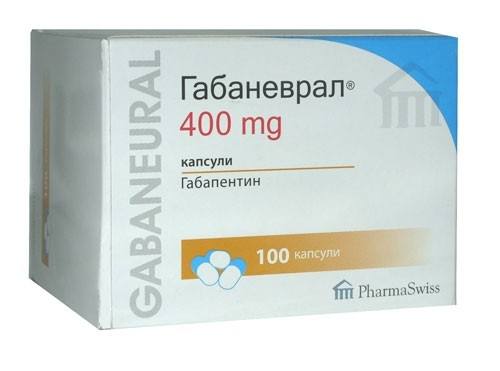 GABANEURAL
Габаневрал®
400 mg
капсули
Габапентин
100 капсули
PharmaSwiss